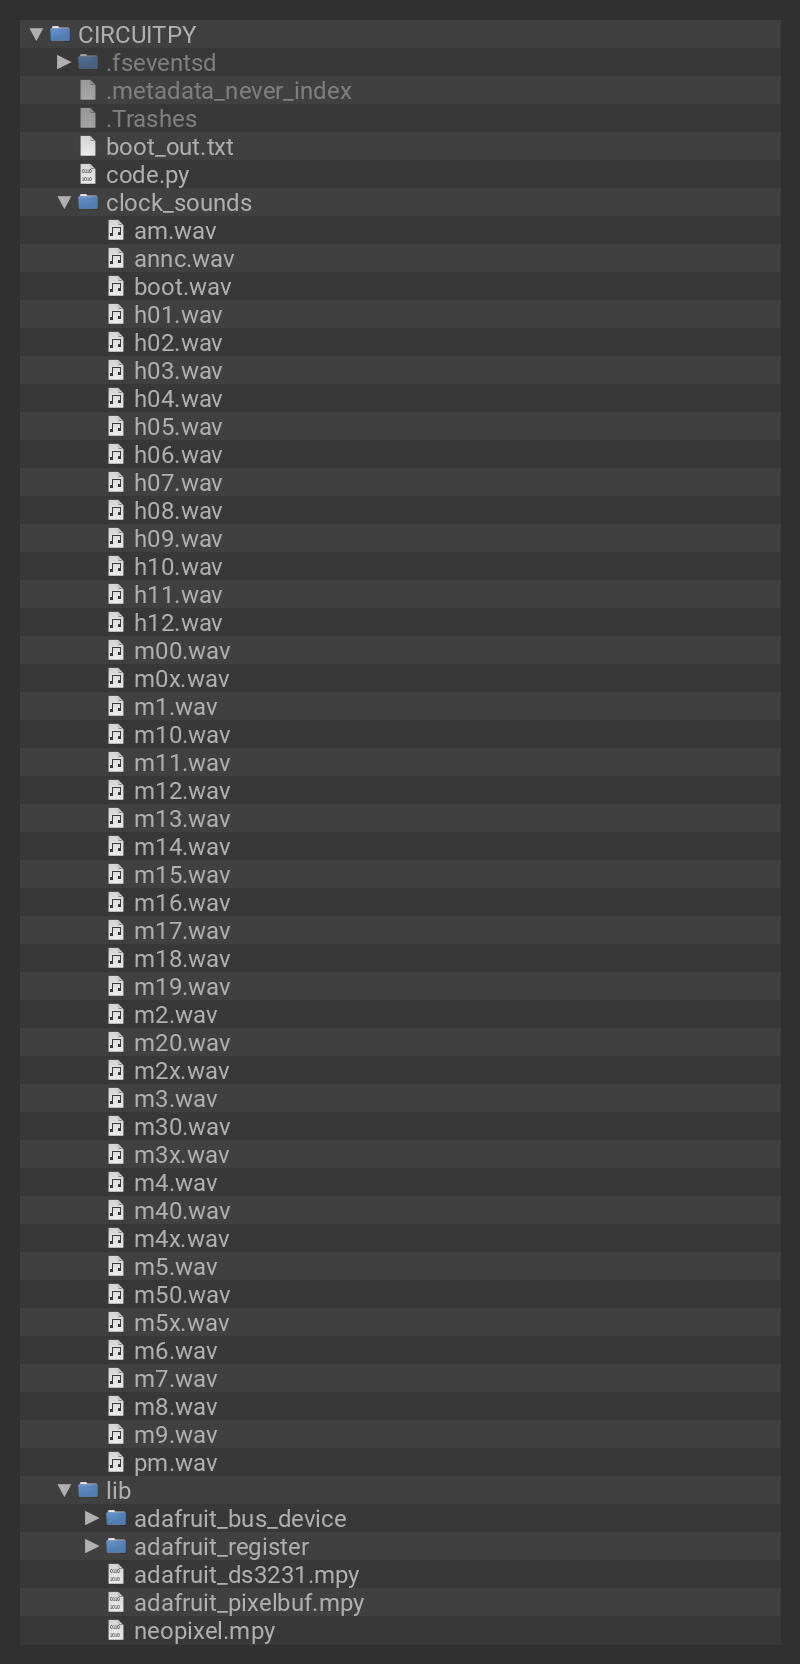 CIRCUITPY
.fseventsd
.metadata_never_index
.Trashes
boot_out.txt
code.py
clock_sounds
am.wav
annc.wav
boot.wav
h01.wav
h02.wav
h03.wav
h04.wav
h05.wav
h06.wav
h07.wav
h08.wav
h09.wav
h10.wav
h11.wav
h12.wav
m00.wav
m0x.wav
m1.wav
m10.wav
m11.wav
m12.wav
m13.wav
m14.wav
m15.wav
m16.wav
m17.wav
m18.wav
m19.wav
m2.wav
m20.wav
m2x.wav
m3.wav
m30.wav
m3x.wav
m4.wav
m40.wav
m4x.wav
m5.wav
m50.wav
m5x.wav
m6.wav
m7.wav
m8.wav
m9.wav
pm.wav
lib
adafruit_bus_device
adafruit_register
adafruit_ds3231.mpy
adafruit_pixelbuf.mpy
neopixel.mpy